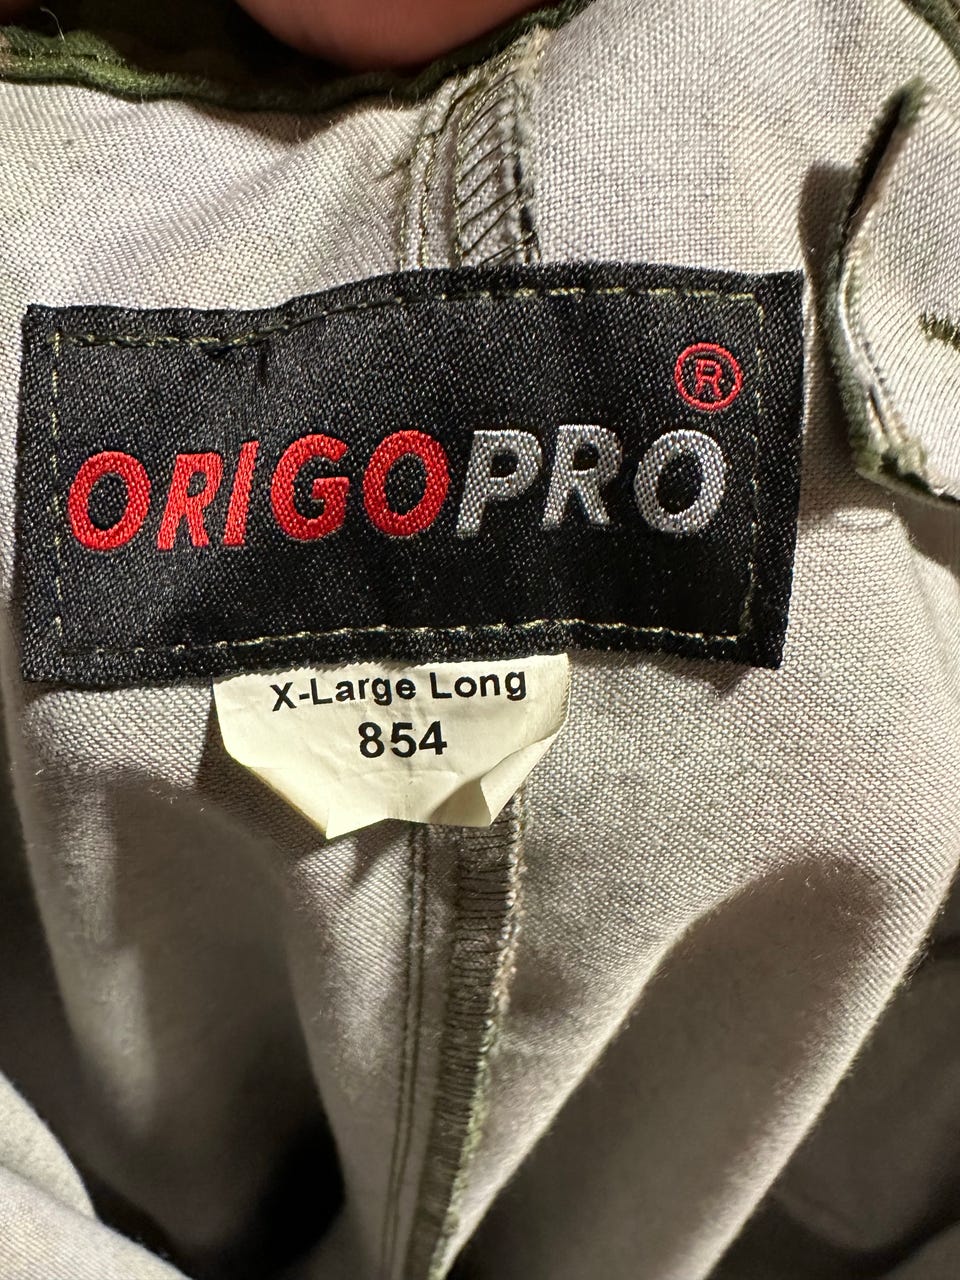 ®
ORIGOPRO
X-Large Long
854